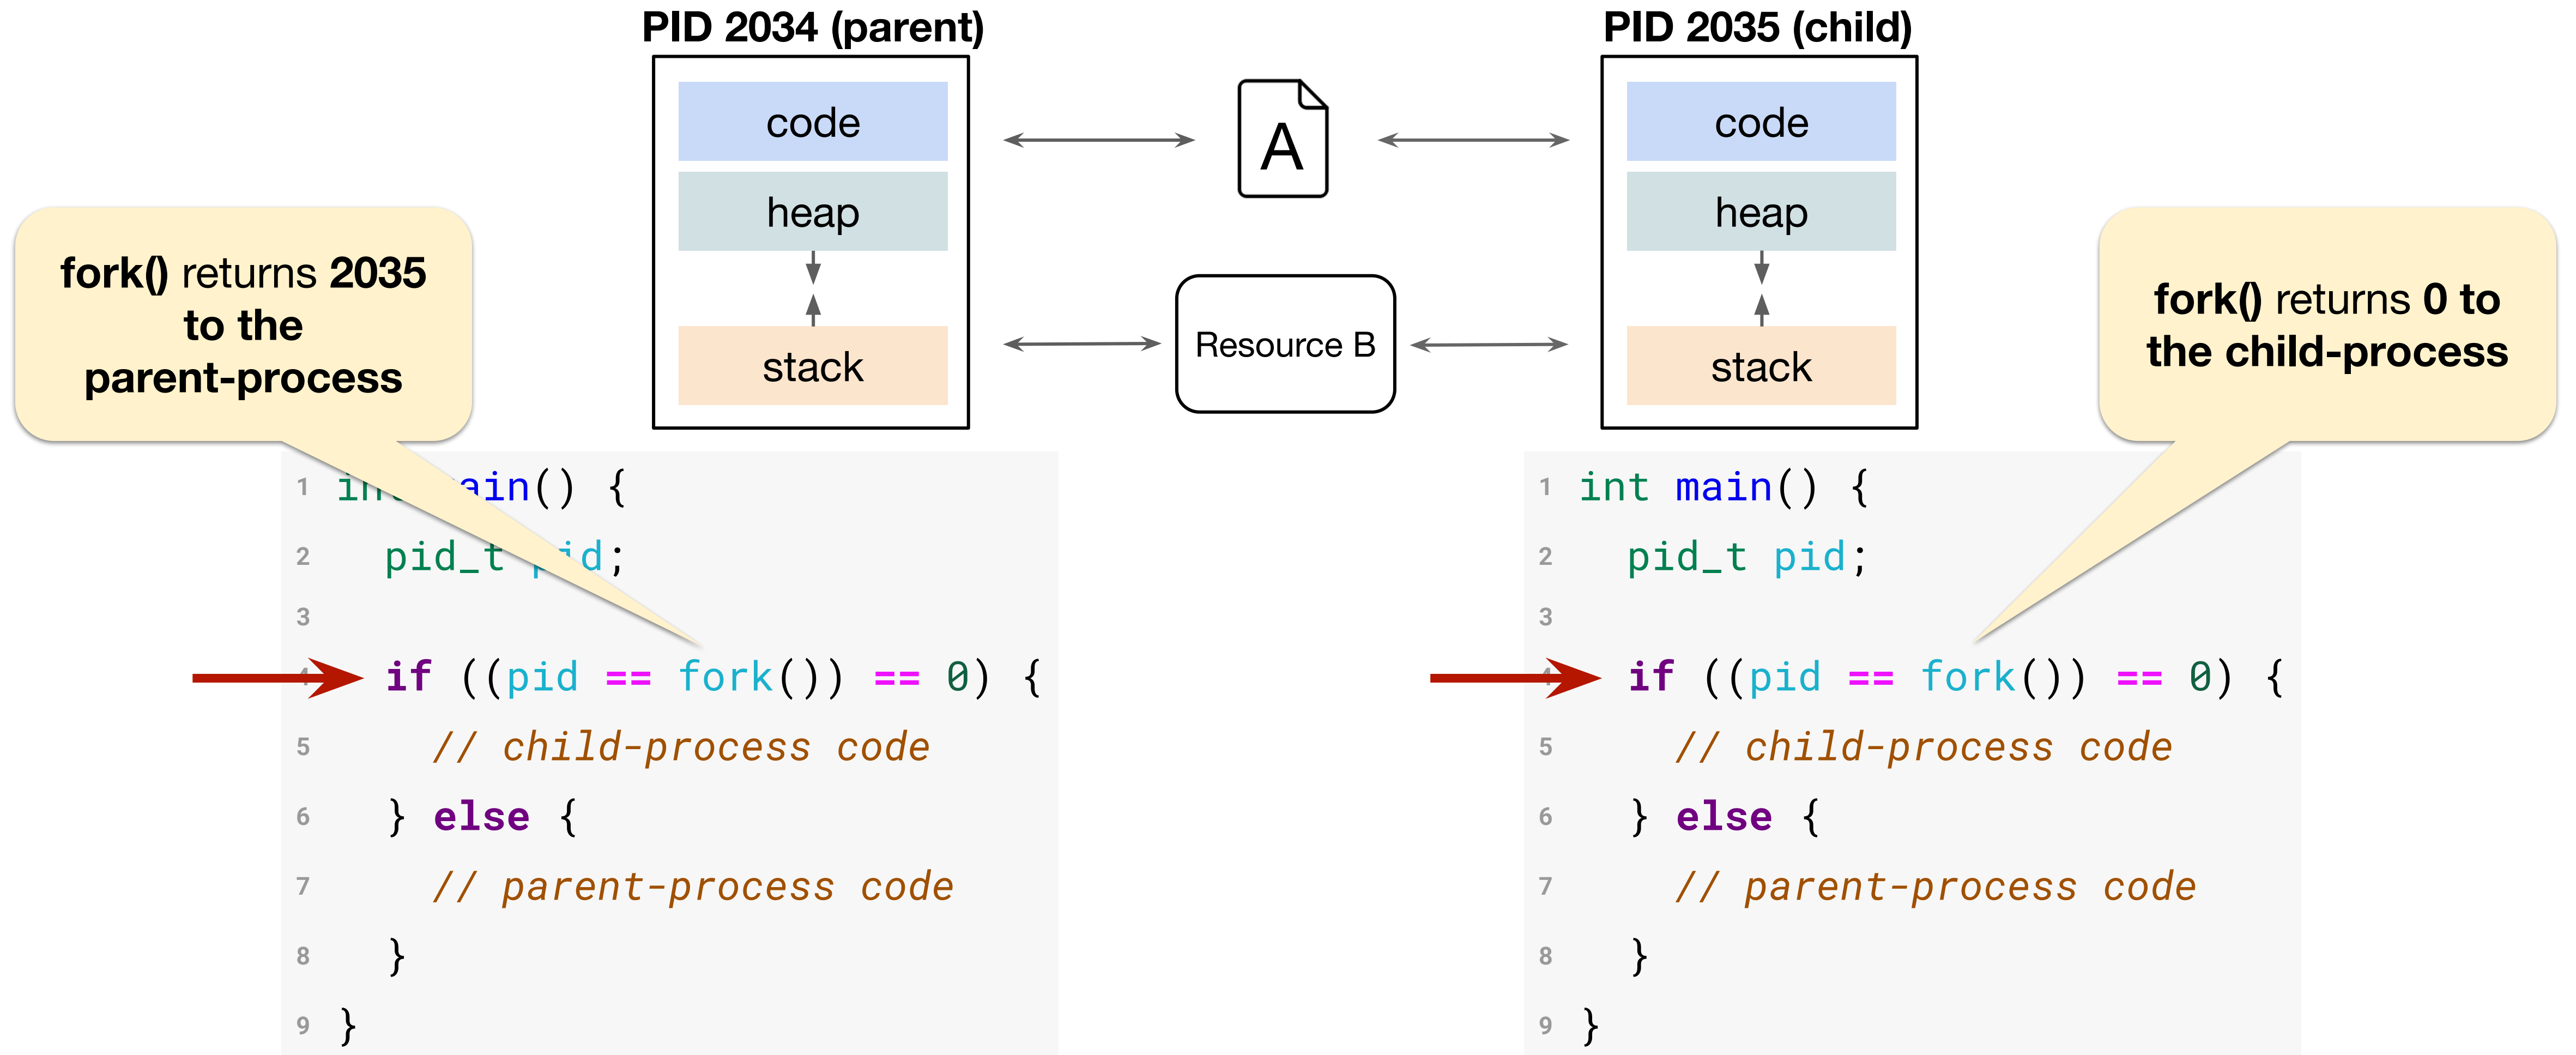 PID 2034 (parent)
code
heap
stack
A
Resource B
PID 2035 (child)
code
heap
stack
fork() returns 2035
to the
parent-process
fork() returns 0 to
the child-process
1 int main() {
2 pid_t pid;
3
4 if ((pid == fork()) == 0) {
5 // child-process code
6 } else {
7 // parent-process code
8 }
9 }
1 int main() {
2 pid_t pid;
3
4 if ((pid == fork()) == 0) {
5 // child-process code
6 } else {
7 // parent-process code
8 }
9 }